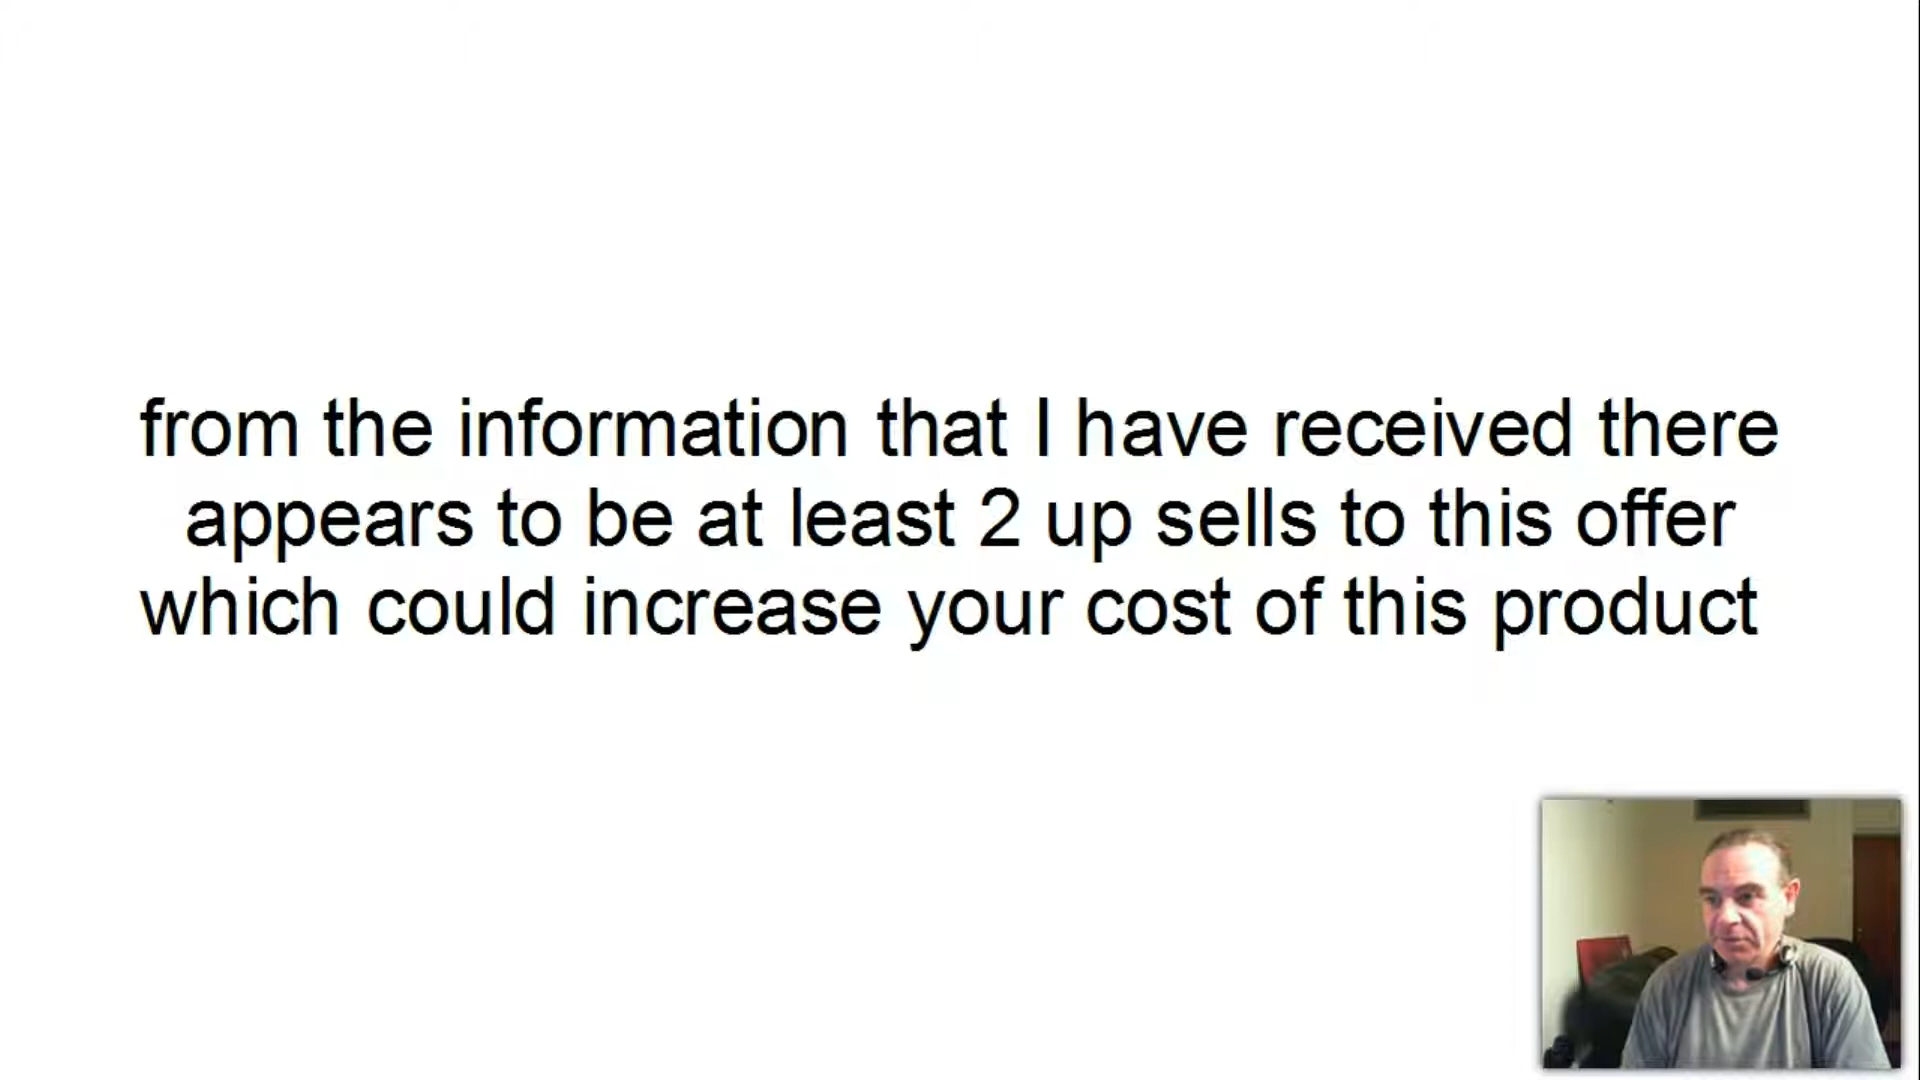 from the information that I have received there
appears to be at least 2 up sells to this offer
which could increase your cost of this product